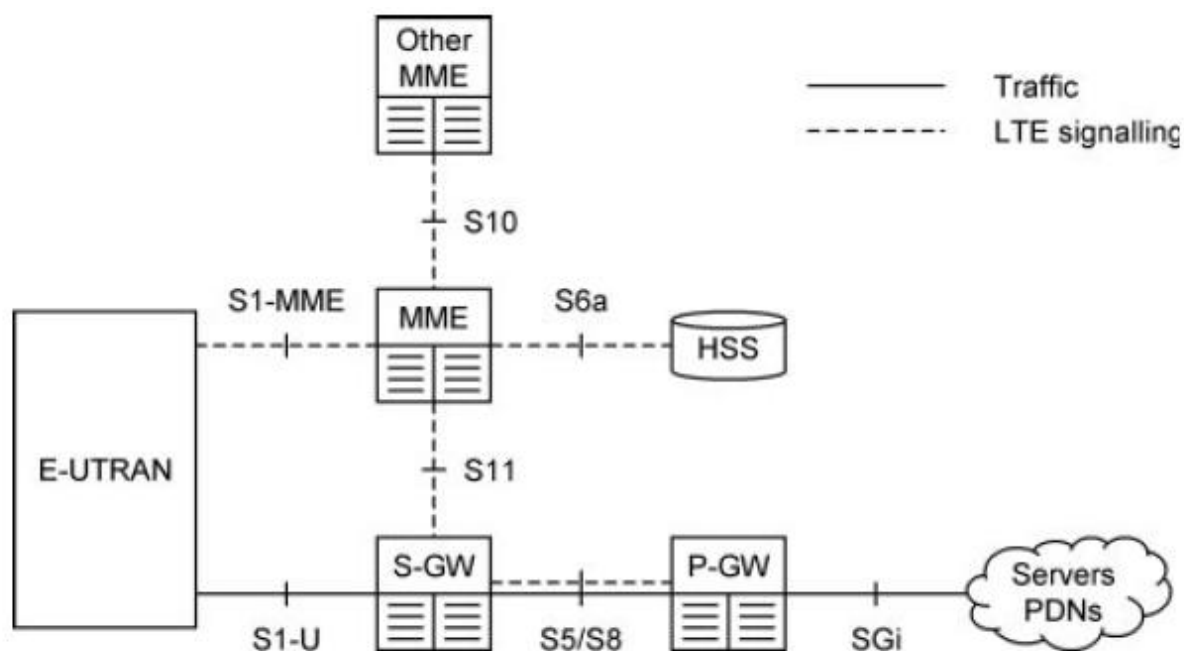 Other
MME
Traffic
LTE signalling
S10
S1-MME
MME
S6a
HSS
E-UTRAN
S11
S-GW
P-GW
Servers
PDNs
S1-U
S5/S8
SGi